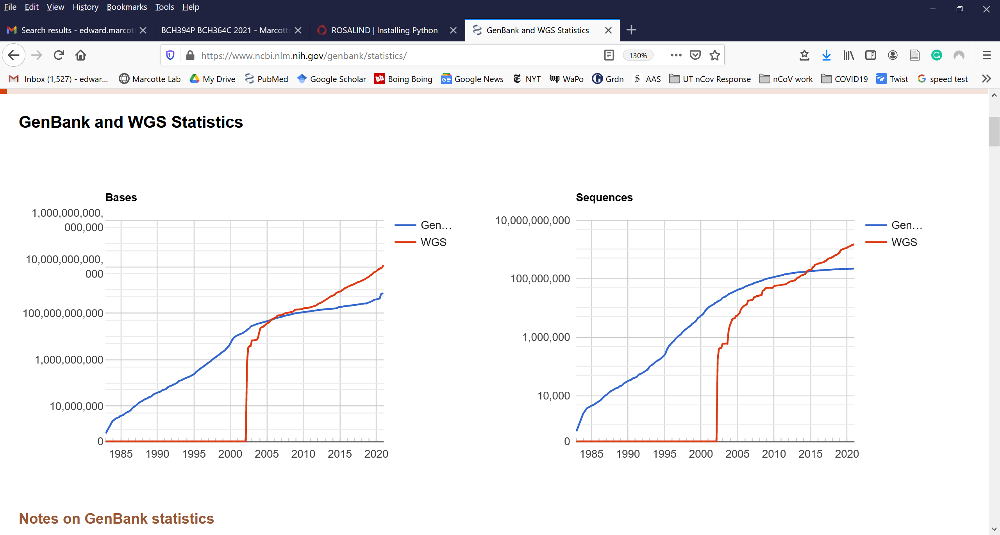 File Edit View History Bookmarks Tools Help
Search results - edward.marcot
BCH394P BCH364C 2021 - Marcotte
ROSALIND | Installing Python
GenBank and WGS Statistics
https://www.ncbi.nlm.nih.gov/genbank/statistics/
130%
Inbox (1,527) - edwar... Marcotte Lab My Drive PubMed Google Scholar Boing Boing Google News NYT WaPo Grdn AAS UT nCov Response nCoV work COVID19 Twist speed test
GenBank and WGS Statistics
Bases
1,000,000,000,
000,000
10,000,000,000,
000
100,000,000,000
1,000,000,000
10,000,000
0
1985 1990 1995 2000 2005 2010 2015 2020
Gen...
WGS
Sequences
10,000,000,000
100,000,000
1,000,000
10,000
0
1985 1990 1995 2000 2005 2010 2015 2020
Gen...
WGS
Notes on GenBank statistics